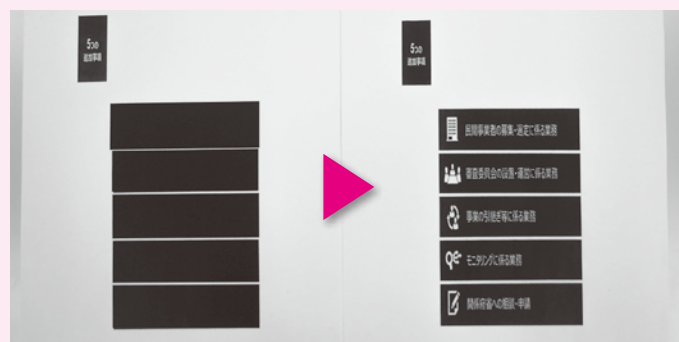 5つの
追加事項
5つの
追加事項
民間事業者の募集・選定に係る業務
審査委員会の設置・運営に係る業務
事業の引継ぎ等に係る業務
モニタリングに係る業務
関係府省への相談・申請